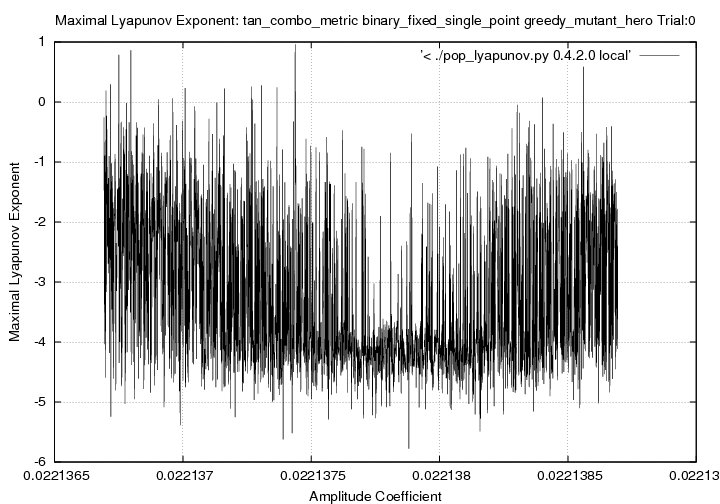 Maximal Lyapunov Exponent: tan_combo_metric binary_fixed_single_point greedy_mutant_hero Trial:0
'< ./pop_lyapunov.py 0.4.2.0 local'
1
0
-1
-2
-3
-4
-5
-6
Maximal Lyapunov Exponent
0.0221365 0.022137 0.0221375 0.022138 0.0221385 0.02213
Amplitude Coefficient